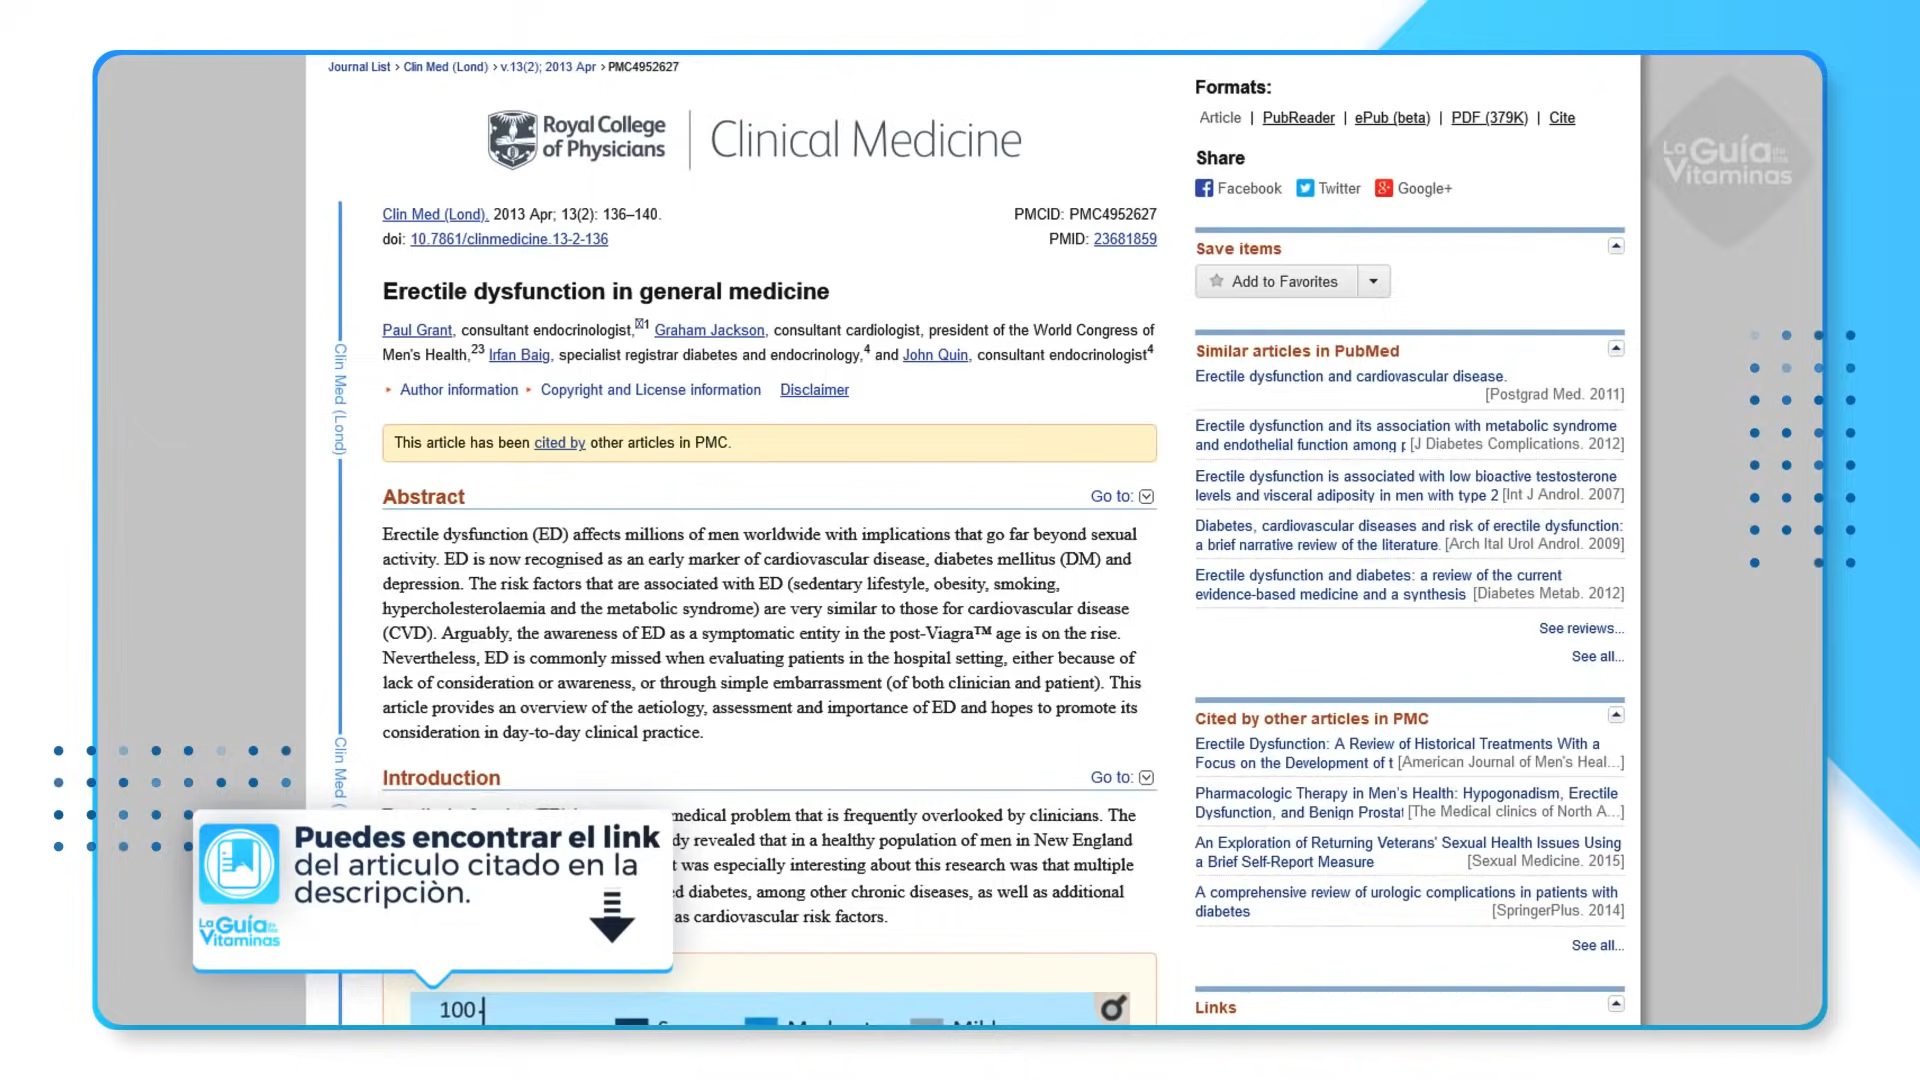 Journal List > Clin Med (Lond) > v.13(2); 2013 Apr > PMC4952627
Royal College
of Physicians
Clinical Medicine
Clin Med (Lond). 2013 Apr; 13(2): 136–140.
PMCID: PMC4952627
doi: 10.7861/clinmedicine.13-2-136
PMID: 23681859
Erectile dysfunction in general medicine
Paul Grant, consultant endocrinologist,1 Graham Jackson, consultant cardiologist, president of the World Congress of
Men's Health,23 Irfan Baig, specialist registrar diabetes and endocrinology,4 and John Quin, consultant endocrinologist4
Author information Copyright and License information Disclaimer
This article has been cited by other articles in PMC.
Abstract
Go to:
Erectile dysfunction (ED) affects millions of men worldwide with implications that go far beyond sexual
activity. ED is now recognised as an early marker of cardiovascular disease, diabetes mellitus (DM) and
depression. The risk factors that are associated with ED (sedentary lifestyle, obesity, smoking,
hypercholesterolaemia and the metabolic syndrome) are very similar to those for cardiovascular disease
(CVD). Arguably, the awareness of ED as a symptomatic entity in the post-Viagra™ age is on the rise.
Nevertheless, ED is commonly missed when evaluating patients in the hospital setting, either because of
lack of consideration or awareness, or through simple embarrassment (of both clinician and patient). This
article provides an overview of the aetiology, assessment and importance of ED and hopes to promote its
consideration in day-to-day clinical practice.
Introduction
Go to:
medical problem that is frequently overlooked by clinicians. The
dy revealed that in a healthy population of men in New England
t was especially interesting about this research was that multiple
ed diabetes, among other chronic diseases, as well as additional
as cardiovascular risk factors.
100
Clin Med (Lond)
Clin Med (
Puedes encontrar el link
del articulo citado en la
descripciòn.
La Guía de las
Vitaminas
Formats:
Article | PubReader | ePub (beta) | PDF (379K) | Cite
Share
Facebook Twitter Google+
Save items
Add to Favorites
Similar articles in PubMed
Erectile dysfunction and cardiovascular disease.
[Postgrad Med. 2011]
Erectile dysfunction and its association with metabolic syndrome
and endothelial function among [J Diabetes Complications. 2012]
Erectile dysfunction is associated with low bioactive testosterone
levels and visceral adiposity in men with type 2 [Int J Androl. 2007]
Diabetes, cardiovascular diseases and risk of erectile dysfunction:
a brief narrative review of the literature. [Arch Ital Urol Androl. 2009]
Erectile dysfunction and diabetes: a review of the current
evidence-based medicine and a synthesis [Diabetes Metab. 2012]
See reviews...
See all...
Cited by other articles in PMC
Erectile Dysfunction: A Review of Historical Treatments With a
Focus on the Development of t [American Journal of Men's Heal...]
Pharmacologic Therapy in Men's Health: Hypogonadism, Erectile
Dysfunction, and Benign Prostat [The Medical clinics of North A...]
An Exploration of Returning Veterans' Sexual Health Issues Using
a Brief Self-Report Measure [Sexual Medicine. 2015]
A comprehensive review of urologic complications in patients with
diabetes [SpringerPlus. 2014]
See all...
Links
La Guía de las
Vitaminas